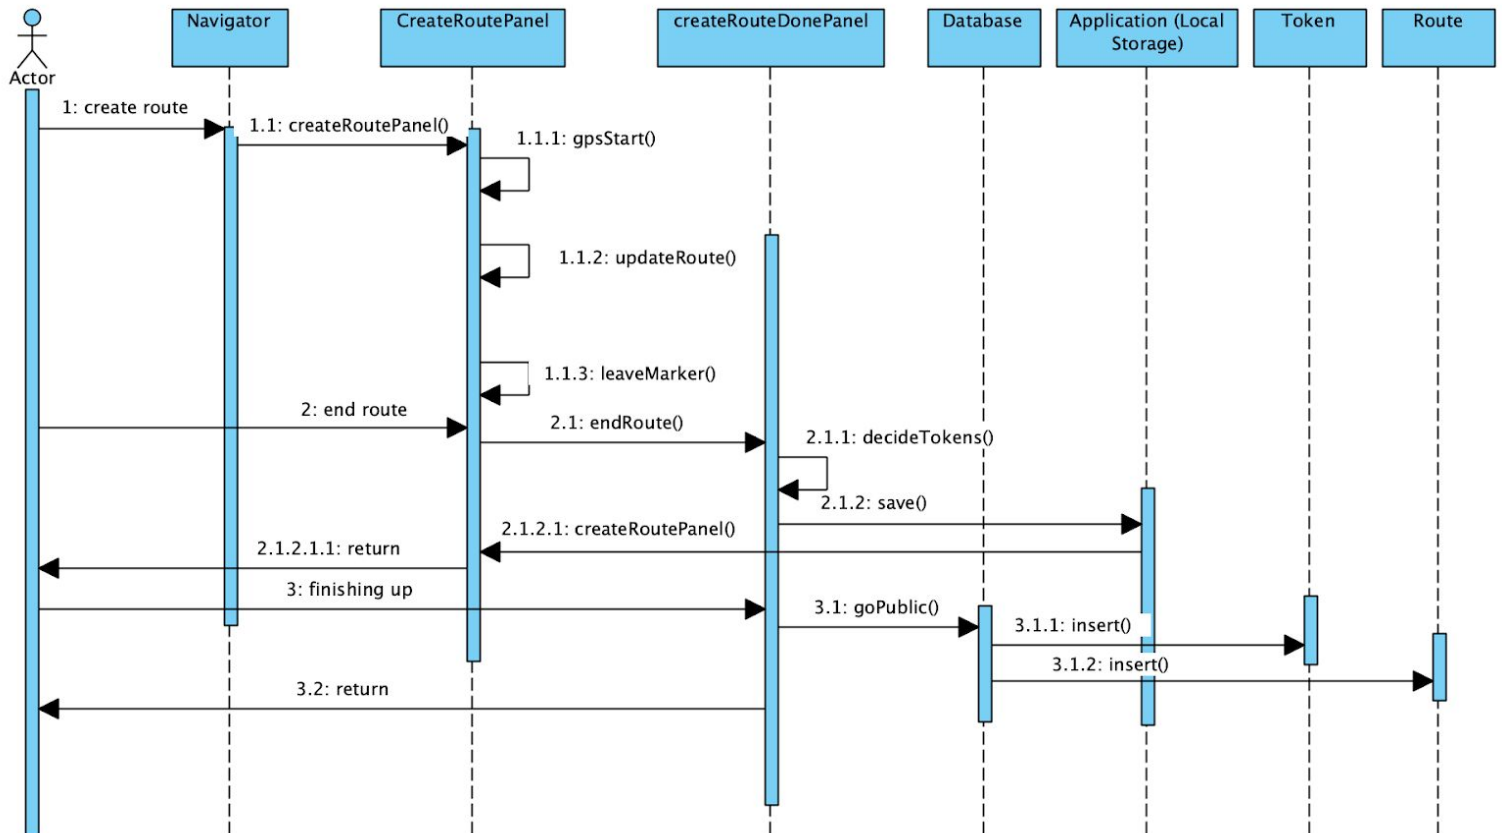 Navigator
CreateRoutePanel
createRouteDonePanel
Database
Application (Local
Storage)
Token
Route
Actor
1: create route
1.1: createRoutePanel()
1.1.1: gpsStart()
1.1.2: updateRoute()
1.1.3: leaveMarker()
2: end route
2.1: endRoute()
2.1.1: decideTokens()
2.1.2: save()
2.1.2.1: createRoutePanel()
2.1.2.1.1: return
3: finishing up
3.1: goPublic()
3.1.1: insert()
3.1.2: insert()
3.2: return